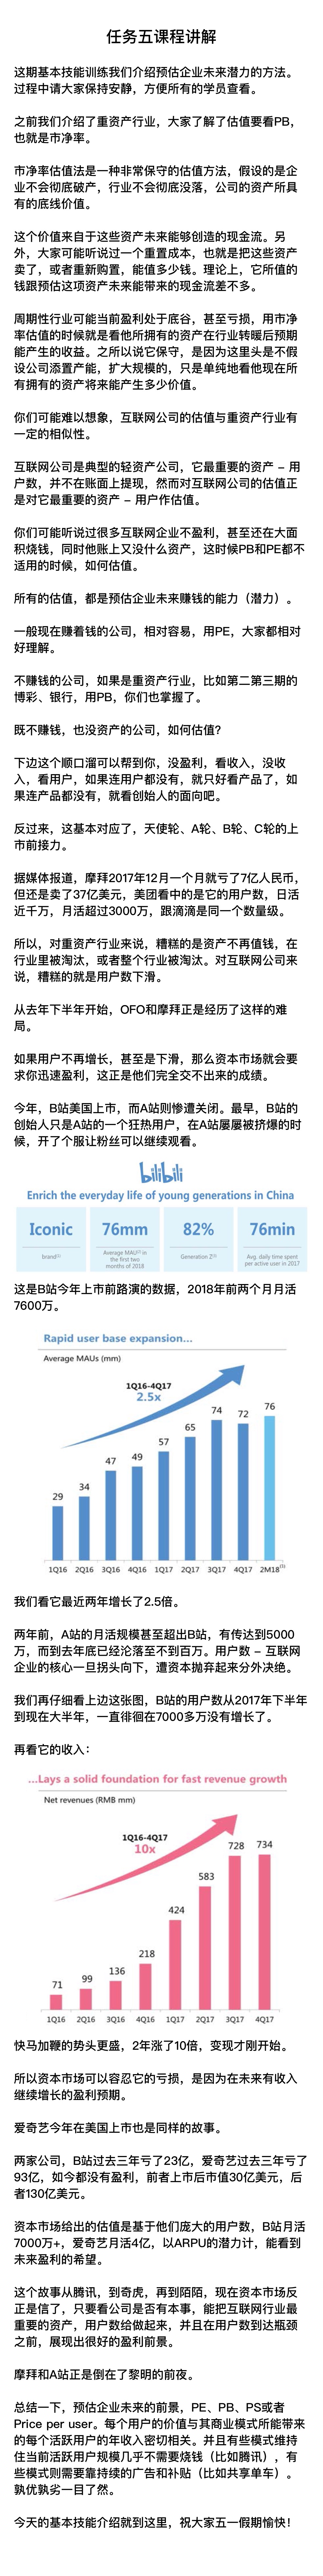 任务五课程讲解
这期基本技能训练我们介绍预估企业未来潜力的方法。
过程中请大家保持安静，方便所有的学员查看。
之前我们介绍了重资产行业，大家了解了估值要看PB，
也就是市净率。
市净率估值法是一种非常保守的估值方法，假设的是企
业不会彻底破产，行业不会彻底没落，公司的资产所具
有的底线价值。
这个价值来自于这些资产未来能够创造的现金流。另
外，大家可能听说过一个重置成本，也就是把这些资产
卖了，或者重新购置，能值多少钱。理论上，它所值的
钱跟预估这项资产未来能带来的现金流差不多。
周期性行业可能当前盈利处于底谷，甚至亏损，用市净
率估值的时候就是看他所拥有的资产在行业转暖后预期
能产生的收益。之所以说它保守，是因为这里头是不假
设公司添置产能，扩大规模的，只是单纯地看他现在所
有拥有的资产将来能产生多少价值。
你们可能难以想象，互联网公司的估值与重资产行业有
一定的相似性。
互联网公司是典型的轻资产公司，它最重要的资产 – 用
户数，并不在账面上提现，然而对互联网公司的估值正
是对它最重要的资产 – 用户作估值。
你们可能听说过很多互联网企业不盈利，甚至还在大面
积烧钱，同时他账上又没什么资产，这时候PB和PE都不
适用的时候，如何估值。
所有的估值，都是预估企业未来赚钱的能力（潜力）。
一般现在赚着钱的公司，相对容易，用PE，大家都相对
好理解。
不赚钱的公司，如果是重资产行业，比如第二第三期的
博彩、银行，用PB，你们也掌握了。
既不赚钱，也没资产的公司，如何估值?
下边这个顺口溜可以帮到你，没盈利，看收入，没收
入，看用户，如果连用户都没有，就只好看产品了，如
果连产品都没有，就看创始人的面向吧。
反过来，这基本对应了，天使轮、A轮、B轮、C轮的上
市前接力。
据媒体报道，摩拜2017年12月一个月就亏了7亿人民币，
但还是卖了37亿美元，美团看中的是它的用户数，日活
近千万，月活超过3000万，跟滴滴是同一个数量级。
所以，对重资产行业来说，糟糕的是资产不再值钱，在
行业里被淘汰，或者整个行业被淘汰。对互联网公司来
说，糟糕的就是用户数下滑。
从去年下半年开始，OFO和摩拜正是经历了这样的难
局。
如果用户不再增长，甚至是下滑，那么资本市场就会要
求你迅速盈利，这正是他们完全交不出来的成绩。
今年，B站美国上市，而A站则惨遭关闭。最早，B站的
创始人只是A站的一个狂热用户，在A站屡屡被挤爆的时
候，开了个服让粉丝可以继续观看。
bilibili
Enrich the everyday life of young generations in China
Iconic 76mm 82% 76min
brand(1) Average MAU(2) in Generation Z(3) Avg. daily time spent
the first two per active user in 2017
months of 2018
这是B站今年上市前路演的数据，2018年前两个月月活
7600万。
Rapid user base expansion...
Average MAUs (mm)
1Q16-4Q17
2.5x
29 34 47 49 57 65 74 72 76
1Q16 2Q16 3Q16 4Q16 1Q17 2Q17 3Q17 4Q17 2M18(1)
我们看它最近两年增长了2.5倍。
两年前，A站的月活规模甚至超出B站，有传达到5000
万，而到去年底已经沦落至不到百万。用户数 – 互联网
企业的核心一旦拐头向下，遭资本抛弃起来分外决绝。
我们再仔细看上边这张图，B站的用户数从2017年下半年
到现在大半年，一直徘徊在7000多万没有增长了。
再看它的收入：
...Lays a solid foundation for fast revenue growth
Net revenues (RMB mm)
1Q16-4Q17
10x
71 99 136 218 424 583 728 734
1Q16 2Q16 3Q16 4Q16 1Q17 2Q17 3Q17 4Q17
快马加鞭的势头更盛，2年涨了10倍，变现才刚开始。
所以资本市场可以容忍它的亏损，是因为在未来有收入
继续增长的盈利预期。
爱奇艺今年在美国上市也是同样的故事。
两家公司，B站过去三年亏了23亿，爱奇艺过去三年亏了
93亿，如今都没有盈利，前者上市后市值30亿美元，后
者130亿美元。
资本市场给出的估值是基于他们庞大的用户数，B站月活
7000万+，爱奇艺月活4亿，以ARPU的潜力计，能看到
未来盈利的希望。
这个故事从腾讯，到奇虎，再到陌陌，现在资本市场反
正是信了，只要看公司是否有本事，能把互联网行业最
重要的资产，用户数给做起来，并且在用户数到达瓶颈
之前，展现出很好的盈利前景。
摩拜和A站正是倒在了黎明的前夜。
总结一下，预估企业未来的前景，PE、PB、PS或者
Price per user。每个用户的价值与其商业模式所能带来
的每个活跃用户的年收入密切相关。并且有些模式维持
住当前活跃用户规模几乎不需要烧钱（比如腾讯），有
些模式则需要靠持续的广告和补贴（比如共享单车）。
孰优孰劣一目了然。
今天的基本技能介绍就到这里，祝大家五一假期愉快！